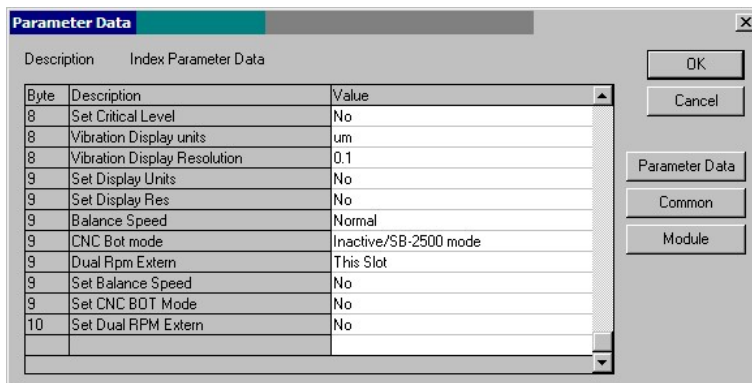 Parameter Data
Description Index Parameter Data
OK
Cancel
Parameter Data
Common
Module
Byte Description Value
8 Set Critical Level No
8 Vibration Display units um
8 Vibration Display Resolution 0.1
9 Set Display Units No
9 Set Display Res No
9 Balance Speed Normal
9 CNC Bot mode Inactive/SB-2500 mode
9 Dual Rpm Extern This Slot
9 Set Balance Speed No
9 Set CNC BOT Mode No
10 Set Dual RPM Extern No